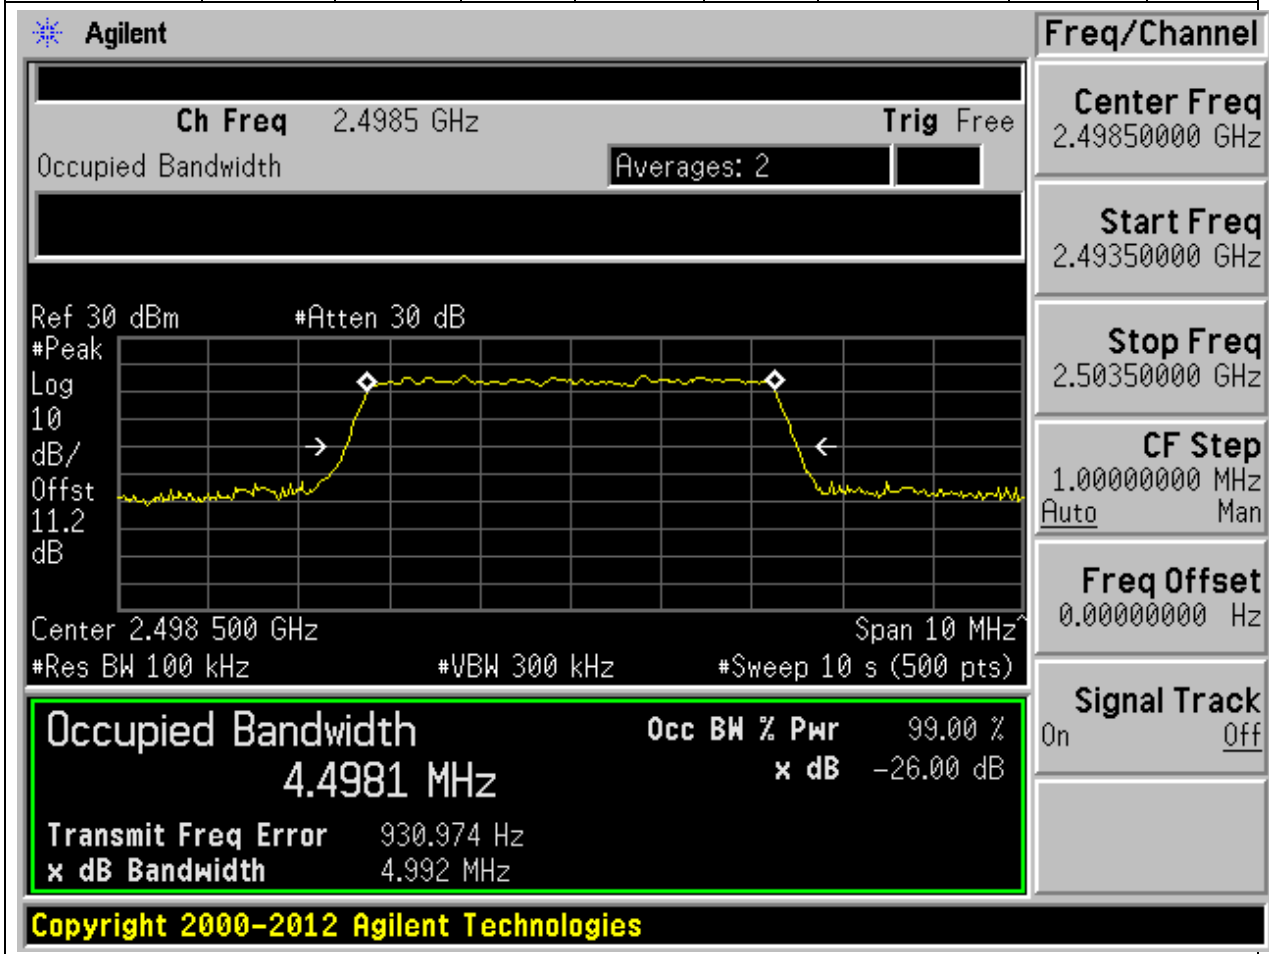 Agilent
Freq/Channel
Ch Freq 2.4985 GHz Trig Free
Occupied Bandwidth Averages: 2
Center Freq
2.49850000 GHz
Start Freq
2.49350000 GHz
Stop Freq
2.50350000 GHz
CF Step
1.00000000 MHz
Auto Man
Freq Offset
0.00000000 Hz
Signal Track
On Off
Ref 30 dBm #Atten 30 dB
#Peak
Log
10
dB/
Offst
11.2
dB
Center 2.498 500 GHz Span 10 MHz^
#Res BW 100 kHz #VBW 300 kHz #Sweep 10 s (500 pts)
Occupied Bandwidth Occ BW % Pwr 99.00 %
4.4981 MHz x dB -26.00 dB
Transmit Freq Error 930.974 Hz
x dB Bandwidth 4.992 MHz
Copyright 2000-2012 Agilent Technologies